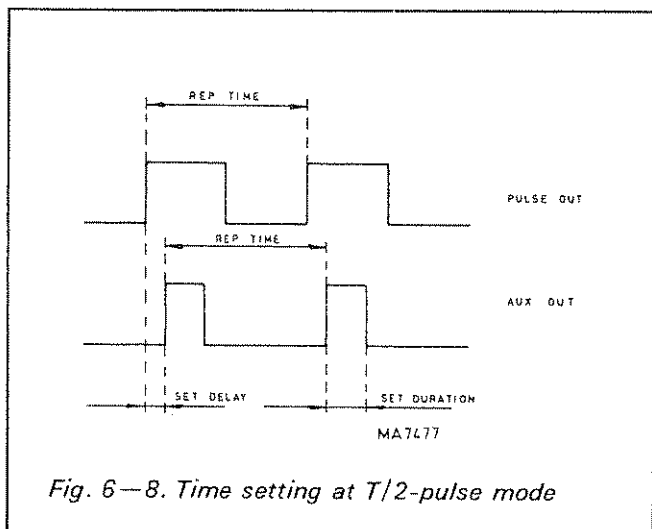 REP TIME
PULSE OUT
REP TIME
AUX OUT
SET DELAY SET DURATION
MA7477
Fig. 6—8. Time setting at T/2-pulse mode